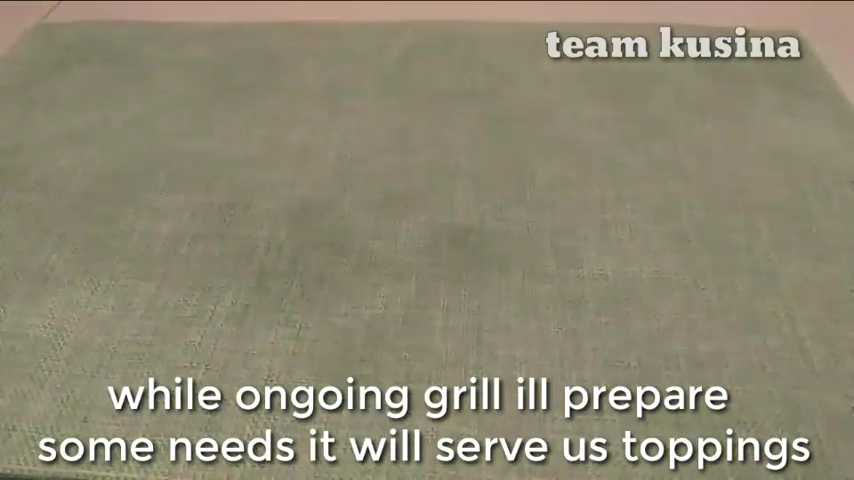 team kusina
while ongoing grill ill prepare
some needs it will serve us toppings